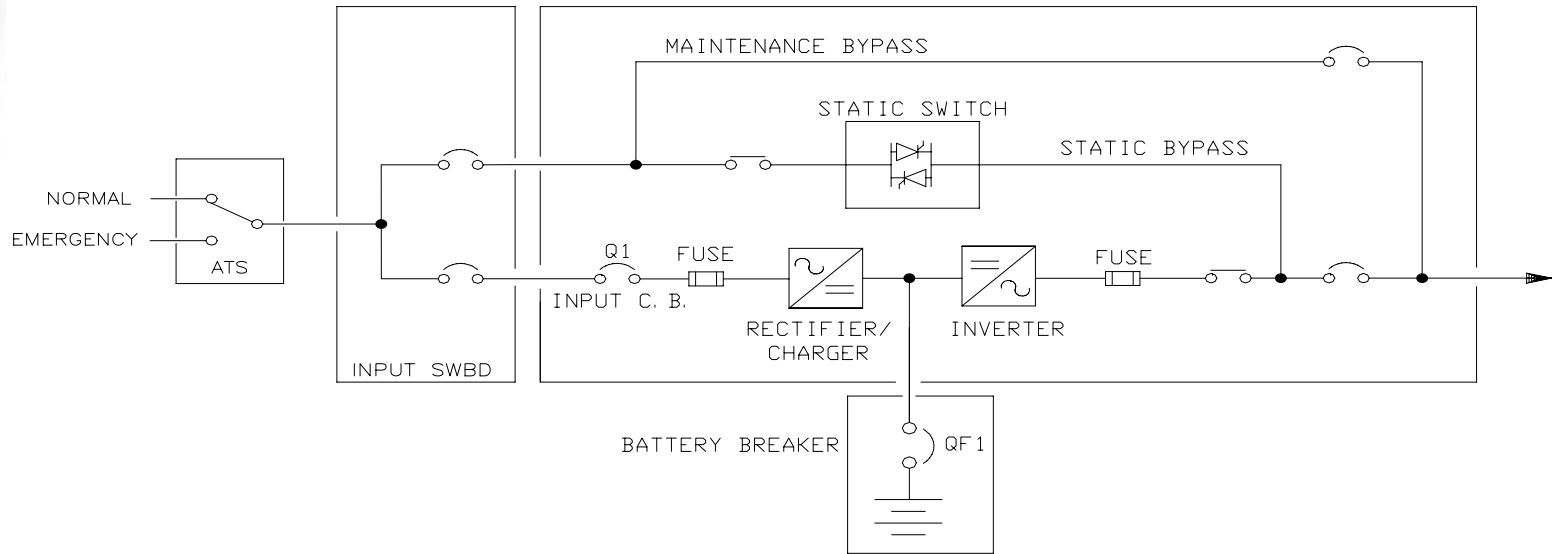 MAINTENANCE BYPASS
STATIC SWITCH
STATIC BYPASS
NORMAL
EMERGENCY
ATS
Q1
FUSE
FUSE
INPUT C. B.
RECTIFIER/
CHARGER
INVERTER
INPUT SWBD
BATTERY BREAKER
QF1